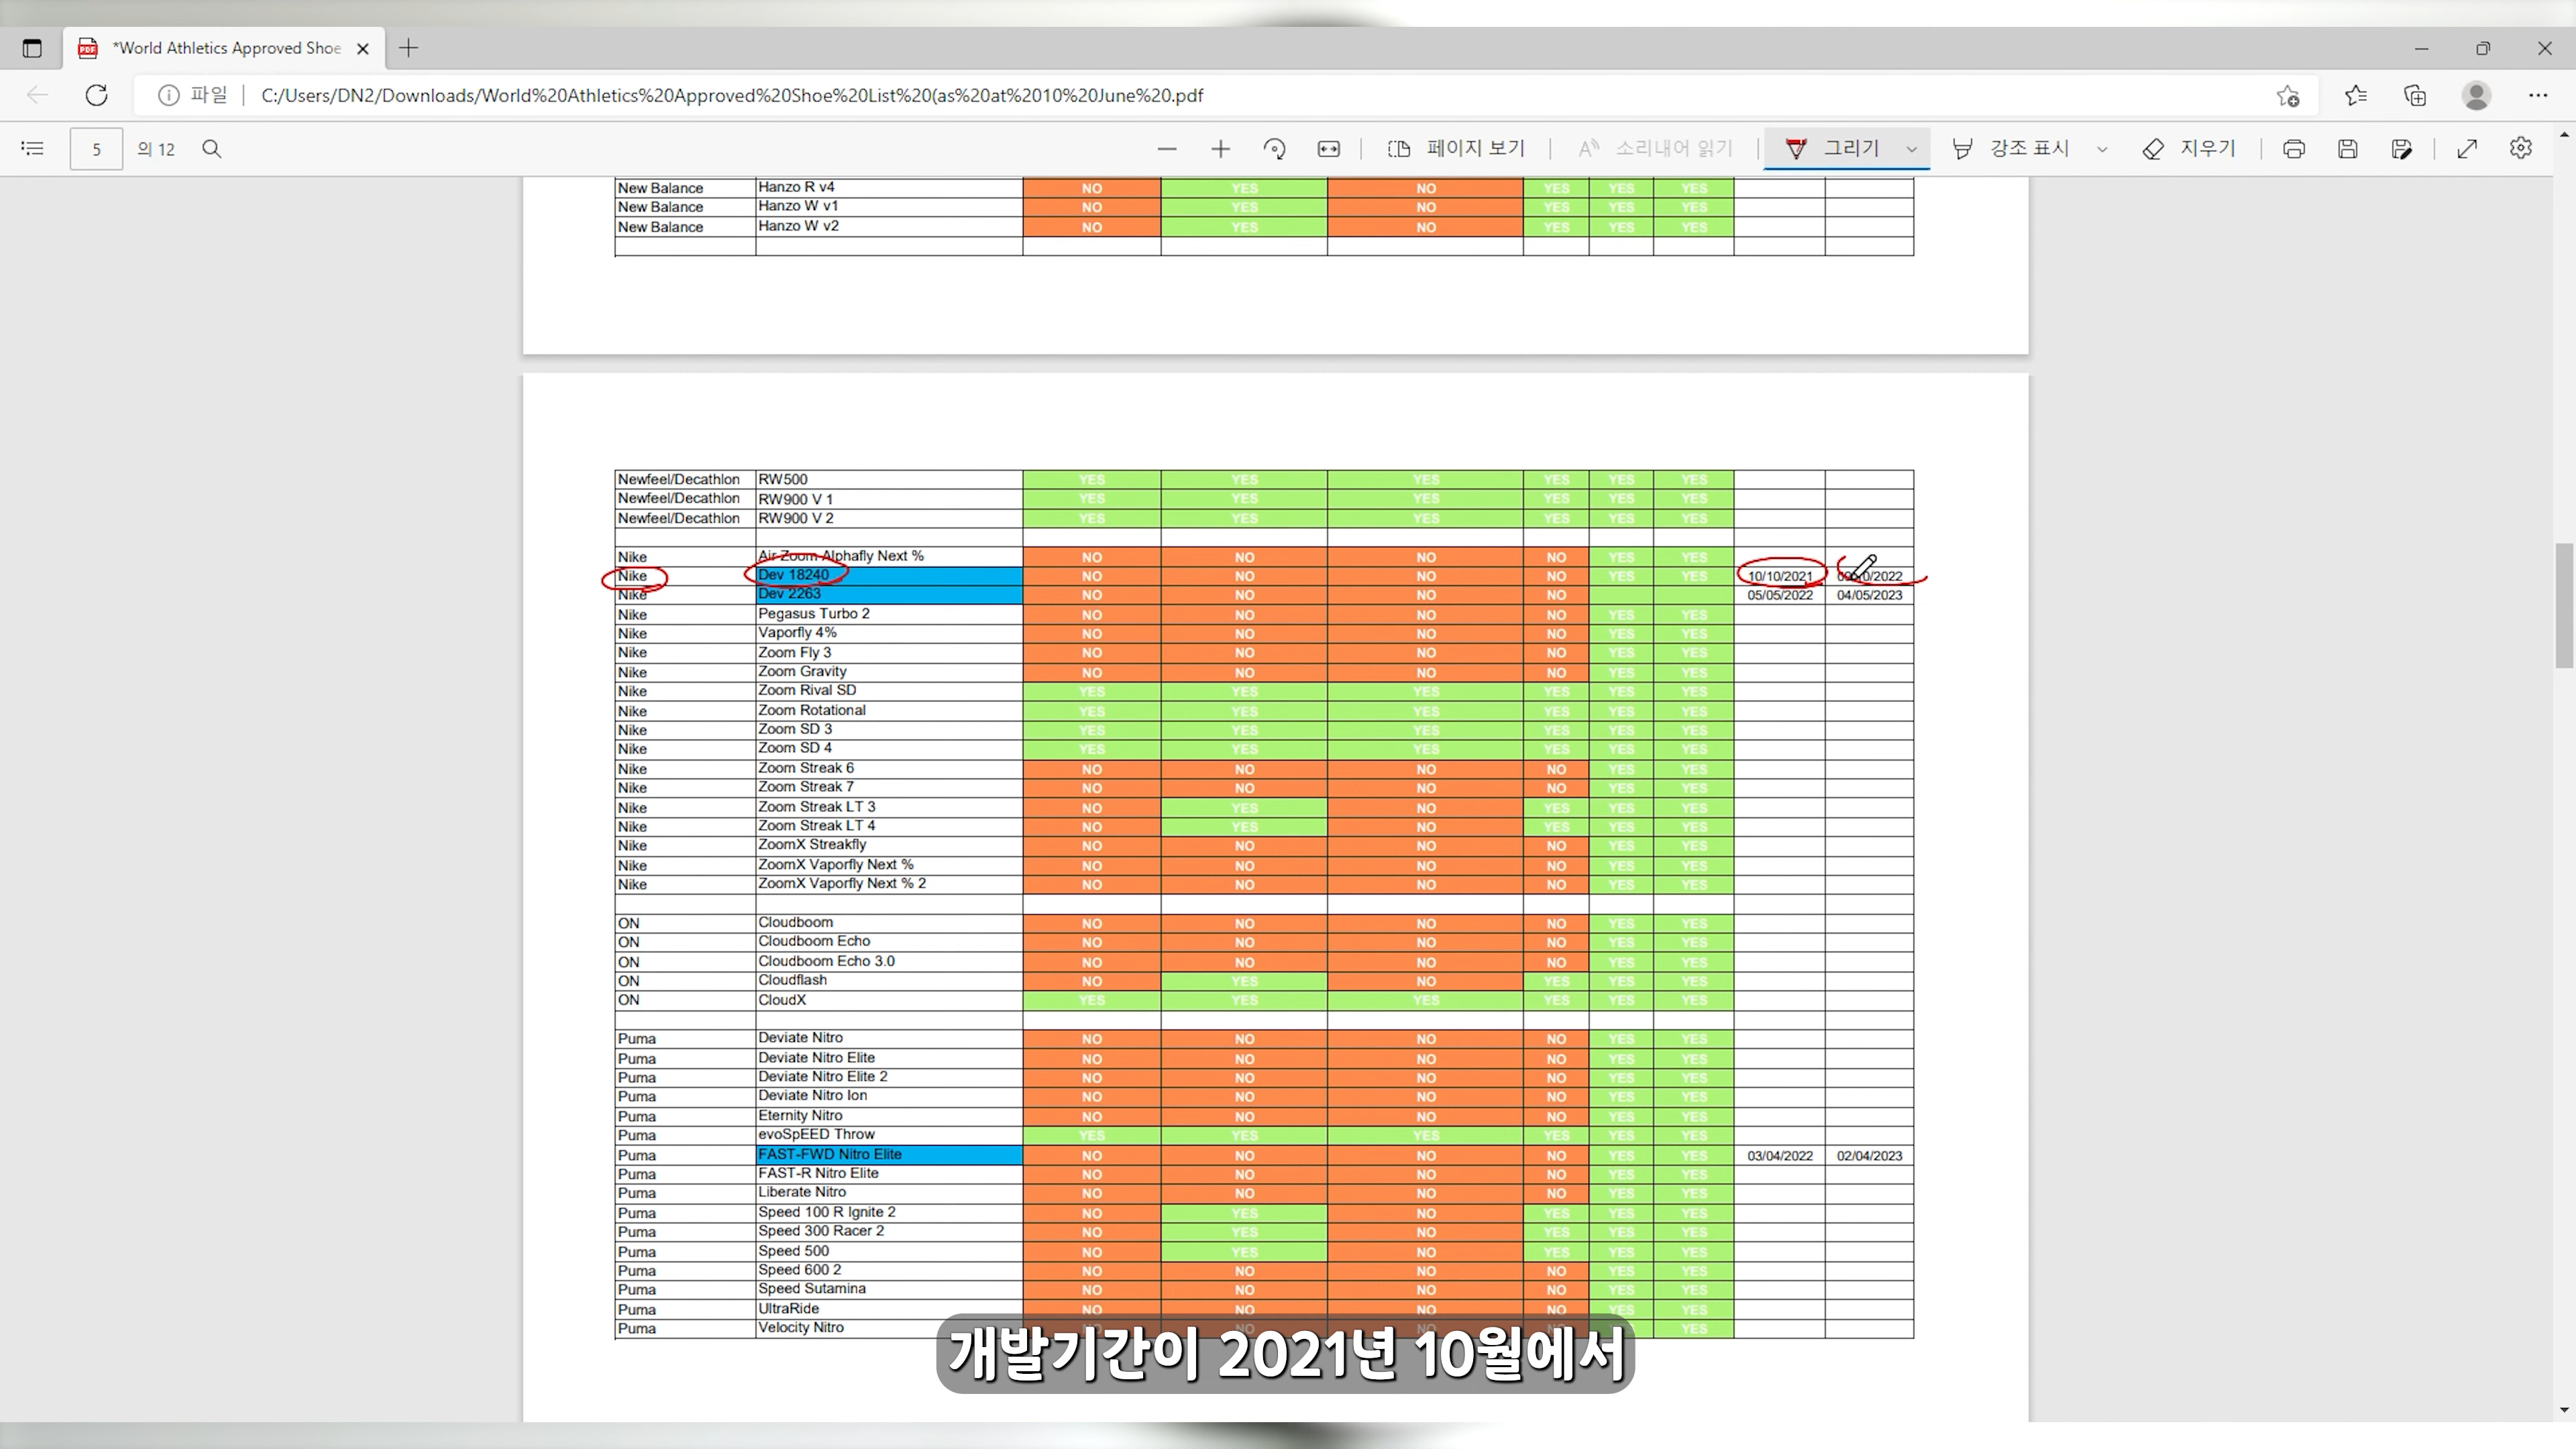 *World Athletics Approved Shoe
파일 C:/Users/DN2/Downloads/World%20Athletics%20Approved%20Shoe%20List%20(as%20at%2010%20June%20.pdf
5 의 12 페이지 보기 소리내어 읽기 그리기 강조 표시 지우기
New Balance Hanzo R v4 NO YES NO YES YES YES
New Balance Hanzo W v1 NO YES NO YES YES YES
New Balance Hanzo W v2 NO YES NO YES YES YES
Newfeel/Decathlon RW500 YES YES YES YES YES YES
Newfeel/Decathlon RW900 V 1 YES YES YES YES YES YES
Newfeel/Decathlon RW900 V 2 YES YES YES YES YES YES
Nike Air Zoom Alphafly Next % NO NO NO NO YES YES
Nike Dev 18240 NO NO NO NO YES YES 10/10/2021
Nike Dev 2263 NO NO NO NO 05/05/2022 04/05/2023
Nike Pegasus Turbo 2 NO NO NO NO YES YES
Nike Vaporfly 4% NO NO NO NO YES YES
Nike Zoom Fly 3 NO NO NO NO YES YES
Nike Zoom Gravity NO NO NO NO YES YES
Nike Zoom Rival SD YES YES YES YES YES YES
Nike Zoom Rotational YES YES YES YES YES YES
Nike Zoom SD 3 YES YES YES YES YES YES
Nike Zoom SD 4 YES YES YES YES YES YES
Nike Zoom Streak 6 NO NO NO NO YES YES
Nike Zoom Streak 7 NO NO NO NO YES YES
Nike Zoom Streak LT 3 NO YES NO YES YES YES
Nike Zoom Streak LT 4 NO YES NO YES YES YES
Nike ZoomX Streakfly NO NO NO NO YES YES
Nike ZoomX Vaporfly Next % NO NO NO NO YES YES
Nike ZoomX Vaporfly Next % 2 NO NO NO NO YES YES
ON Cloudboom NO NO NO NO YES YES
ON Cloudboom Echo NO NO NO NO YES YES
ON Cloudboom Echo 3.0 NO NO NO NO YES YES
ON Cloudflash NO YES NO YES YES YES
ON CloudX YES YES YES YES YES YES
Puma Deviate Nitro NO NO NO NO YES YES
Puma Deviate Nitro Elite NO NO NO NO YES YES
Puma Deviate Nitro Elite 2 NO NO NO NO YES YES
Puma Deviate Nitro Ion NO NO NO NO YES YES
Puma Eternity Nitro NO NO NO NO YES YES
Puma evoSpEED Throw YES YES YES YES YES YES
Puma FAST-FWD Nitro Elite NO NO NO NO YES YES 03/04/2022 02/04/2023
Puma FAST-R Nitro Elite NO NO NO NO YES YES
Puma Liberate Nitro NO NO NO NO YES YES
Puma Speed 100 R Ignite 2 NO YES NO YES YES YES
Puma Speed 300 Racer 2 NO YES NO YES YES YES
Puma Speed 500 NO YES NO YES YES YES
Puma Speed 600 2 NO NO NO NO YES YES
Puma Speed Sutamina NO NO NO NO YES YES
Puma UltraRide NO NO NO NO YES YES
Puma Velocity Nitro YES
개발기간이 2021년 10월에서